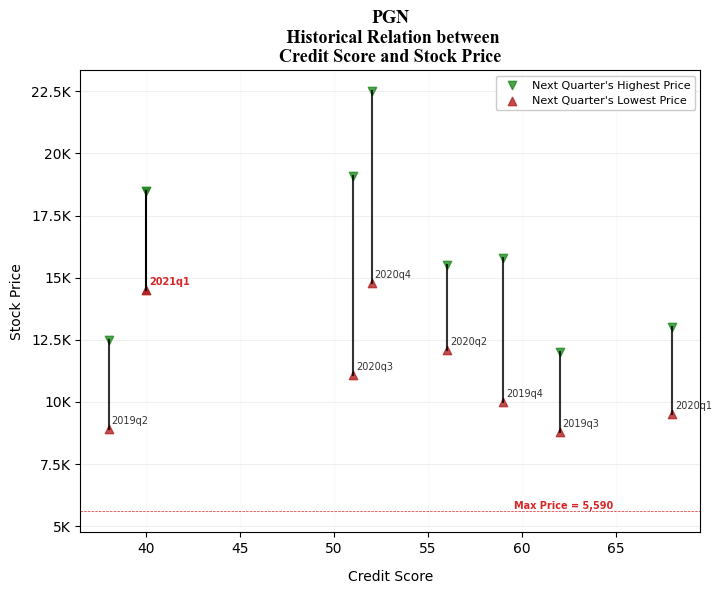 PGN
Historical Relation between
Credit Score and Stock Price
Next Quarter's Highest Price
Next Quarter's Lowest Price
22.5K
20K
17.5K
15K
12.5K
10K
7.5K
5K
Stock Price
2021q1
2020q4
2020q3
2020q2
2019q4
2019q3
2020q1
2019q2
Max Price = 5,590
40
45
50
55
60
65
Credit Score